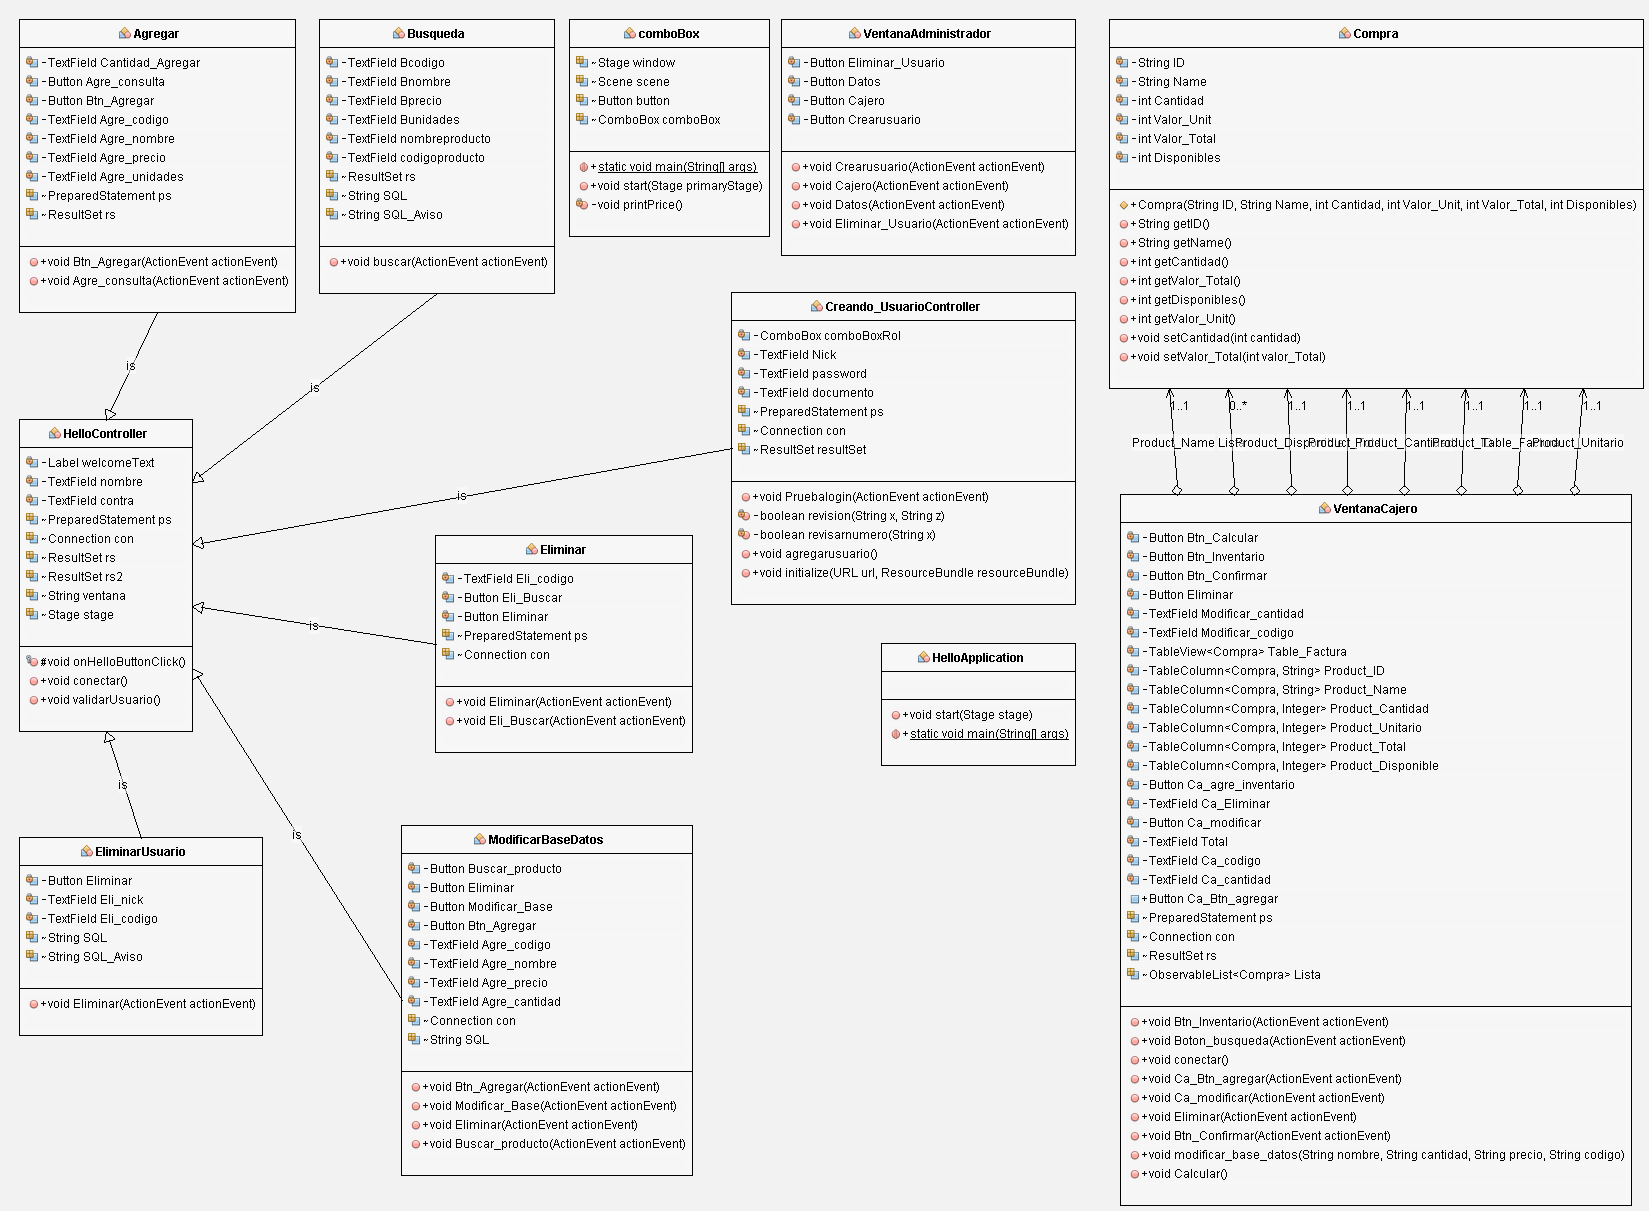 Agregar
-TextField Cantidad_Agregar
-Button Agre_consulta
-Button Btn_Agregar
-TextField Agre_codigo
-TextField Agre_nombre
-TextField Agre_precio
-TextField Agre_unidades
~PreparedStatement ps
~ResultSet rs
+void Btn_Agregar(ActionEvent actionEvent)
+void Agre_consulta(ActionEvent actionEvent)
Busqueda
-TextField Bcodigo
-TextField Bnombre
-TextField Bprecio
-TextField Bunidades
-TextField nombreproducto
-TextField codigoproducto
~ResultSet rs
~String SQL
~String SQL_Aviso
+void buscar(ActionEvent actionEvent)
comboBox
~Stage window
~Scene scene
~Button button
~ComboBox comboBox
+static void main(String[] args)
+void start(Stage primaryStage)
-void printPrice()
VentanaAdministrador
-Button Eliminar_Usuario
-Button Datos
-Button Cajero
-Button Crearusuario
+void Crearusuario(ActionEvent actionEvent)
+void Cajero(ActionEvent actionEvent)
+void Datos(ActionEvent actionEvent)
+void Eliminar_Usuario(ActionEvent actionEvent)
Compra
-String ID
-String Name
-int Cantidad
-int Valor_Unit
-int Valor_Total
-int Disponibles
+Compra(String ID, String Name, int Cantidad, int Valor_Unit, int Valor_Total, int Disponibles)
+String getID()
+String getName()
+int getCantidad()
+int getValor_Total()
+int getDisponibles()
+int getValor_Unit()
+void setCantidad(int cantidad)
+void setValor_Total(int valor_Total)
Creando_UsuarioController
-ComboBox comboBoxRol
-TextField Nick
-TextField password
-TextField documento
~PreparedStatement ps
~Connection con
~ResultSet resultSet
+void Pruebalogin(ActionEvent actionEvent)
-boolean revision(String x, String z)
-boolean revisarnumero(String x)
+void agregarusuario()
+void initialize(URL url, ResourceBundle resourceBundle)
is
is
is
is
is
is
1..1
0..*
1..1
1..1
1..1
1..1
1..1
1..1
Product_Name
Product_Unitario
HelloController
-Label welcomeText
-TextField nombre
-TextField contra
~PreparedStatement ps
~Connection con
~ResultSet rs
~ResultSet rs2
~String ventana
~Stage stage
#void onHelloButtonClick()
+void conectar()
+void validarUsuario()
Eliminar
-TextField Eli_codigo
-Button Eli_Buscar
-Button Eliminar
~PreparedStatement ps
~Connection con
+void Eliminar(ActionEvent actionEvent)
+void Eli_Buscar(ActionEvent actionEvent)
HelloApplication
+void start(Stage stage)
+static void main(String[] args)
VentanaCajero
-Button Btn_Calcular
-Button Btn_Inventario
-Button Btn_Confirmar
-Button Eliminar
-TextField Modificar_cantidad
-TextField Modificar_codigo
-TableView<Compra> Table_Factura
-TableColumn<Compra, String> Product_ID
-TableColumn<Compra, String> Product_Name
-TableColumn<Compra, Integer> Product_Cantidad
-TableColumn<Compra, Integer> Product_Unitario
-TableColumn<Compra, Integer> Product_Total
-TableColumn<Compra, Integer> Product_Disponible
-Button Ca_agre_inventario
-TextField Ca_Eliminar
-Button Ca_modificar
-TextField Total
-TextField Ca_codigo
-TextField Ca_cantidad
+Button Ca_Btn_agregar
~PreparedStatement ps
~Connection con
~ResultSet rs
~ObservableList<Compra> Lista
+void Btn_Inventario(ActionEvent actionEvent)
+void Boton_busqueda(ActionEvent actionEvent)
+void conectar()
+void Ca_Btn_agregar(ActionEvent actionEvent)
+void Ca_modificar(ActionEvent actionEvent)
+void Eliminar(ActionEvent actionEvent)
+void Btn_Confirmar(ActionEvent actionEvent)
+void modificar_base_datos(String nombre, String cantidad, String precio, String codigo)
+void Calcular()
EliminarUsuario
-Button Eliminar
-TextField Eli_nick
-TextField Eli_codigo
~String SQL
~String SQL_Aviso
+void Eliminar(ActionEvent actionEvent)
ModificarBaseDatos
-Button Buscar_producto
-Button Eliminar
-Button Modificar_Base
-Button Btn_Agregar
-TextField Agre_codigo
-TextField Agre_nombre
-TextField Agre_precio
-TextField Agre_cantidad
~Connection con
~String SQL
+void Btn_Agregar(ActionEvent actionEvent)
+void Modificar_Base(ActionEvent actionEvent)
+void Eliminar(ActionEvent actionEvent)
+void Buscar_producto(ActionEvent actionEvent)